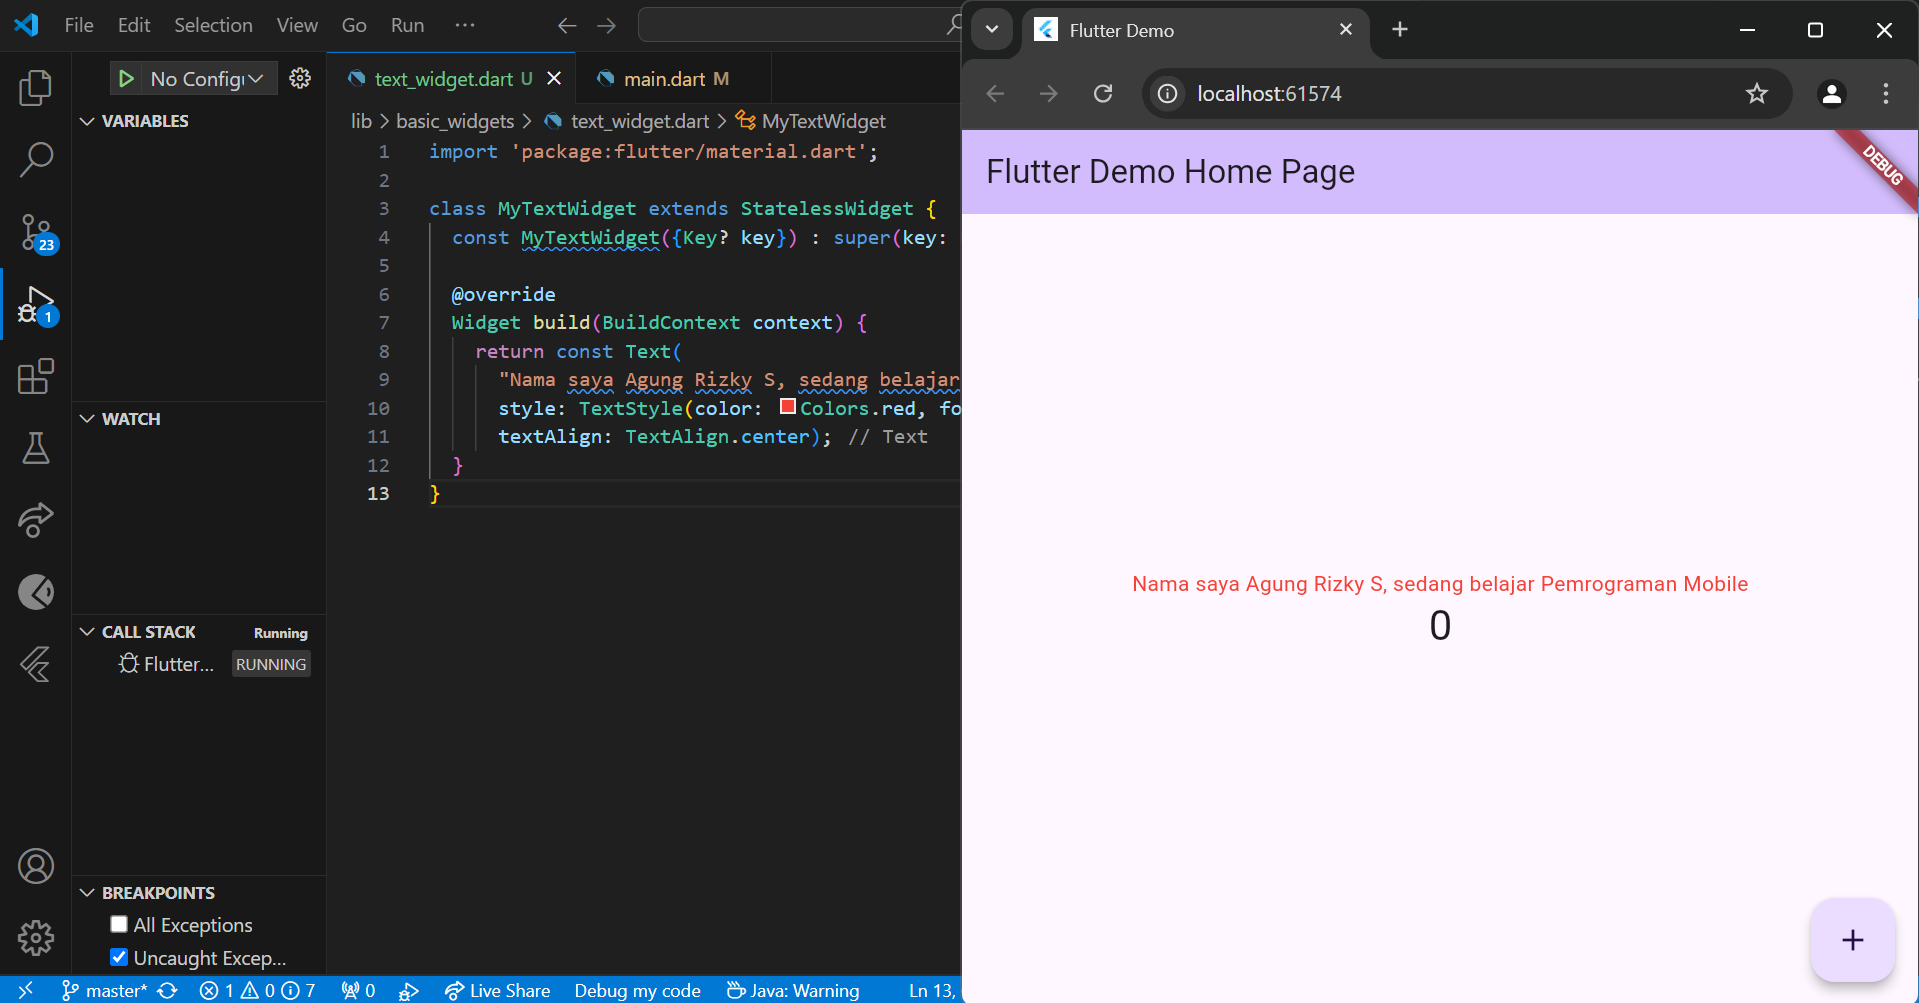 File Edit Selection View Go Run ···
No Configu
VARIABLES
WATCH
CALL STACK Running
Flutter... RUNNING
BREAKPOINTS
All Exceptions
Uncaught Excep...
23
1
text_widget.dart U
main.dart M
lib > basic_widgets > text_widget.dart > MyTextWidget
1 import 'package:flutter/material.dart';
2
3 class MyTextWidget extends StatelessWidget {
4 const MyTextWidget({Key? key}) : super(key:
5
6 @override
7 Widget build(BuildContext context) {
8 return const Text(
9 "Nama saya Agung Rizky S, sedang belajar
10 style: TextStyle(color: Colors.red, fo
11 textAlign: TextAlign.center); // Text
12 }
13 }
master* 1 0 7 0 Live Share Debug my code Java: Warning Ln 13,
Flutter Demo
localhost:61574
Flutter Demo Home Page
DEBUG
Nama saya Agung Rizky S, sedang belajar Pemrograman Mobile
0
+